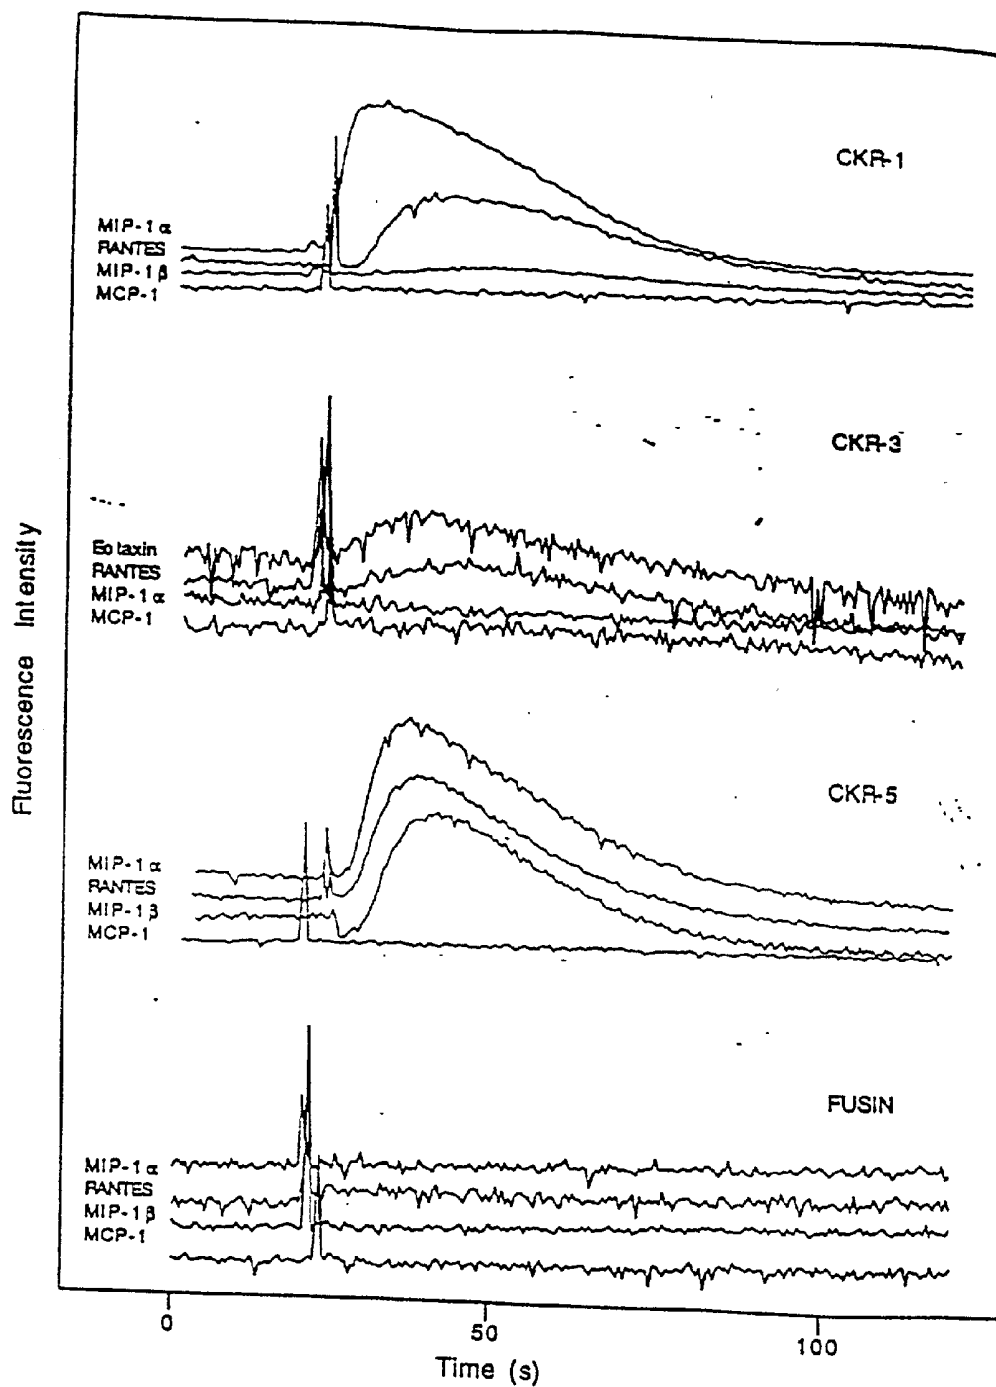 CKR-1
MIP-1α
RANTES
MIP-1β
MCP-1
CKR-3
Eotaxin
RANTES
MIP-1α
MCP-1
Fluorescence Intensity
CKR-5
MIP-1α
RANTES
MIP-1β
MCP-1
FUSIN
MIP-1α
RANTES
MIP-1β
MCP-1
0
50
100
Time (s)